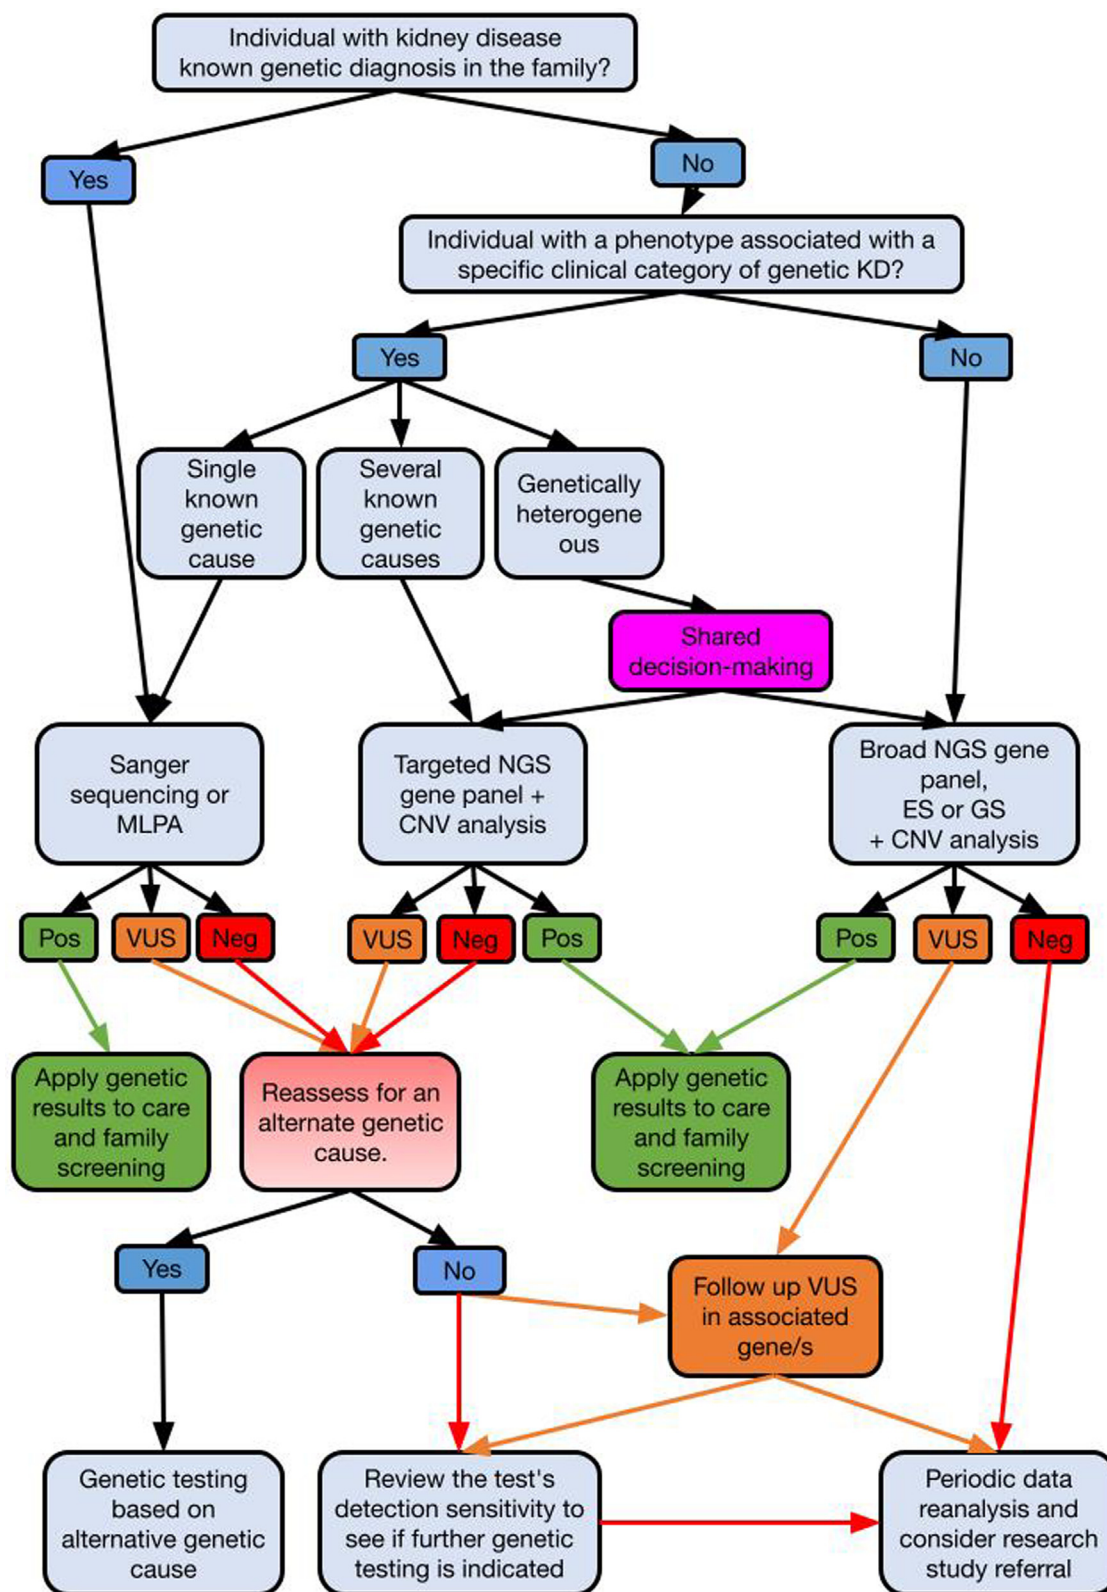 Individual with kidney disease
known genetic diagnosis in the family?
Yes
No
Individual with a phenotype associated with a
specific clinical category of genetic KD?
Yes
No
Single
known
genetic
cause
Several
known
genetic
causes
Genetically
heterogene
ous
Shared
decision-making
Sanger
sequencing or
MLPA
Targeted NGS
gene panel +
CNV analysis
Broad NGS gene
panel,
ES or GS
+ CNV analysis
Pos
VUS
Neg
VUS
Neg
Pos
Pos
VUS
Neg
Apply genetic
results to care
and family
screening
Reassess for an
alternate genetic
cause.
Apply genetic
results to care
and family
screening
Yes
No
Follow up VUS
in associated
gene/s
Genetic testing
based on
alternative genetic
cause
Review the test's
detection sensitivity to
see if further genetic
testing is indicated
Periodic data
reanalysis and
consider research
study referral